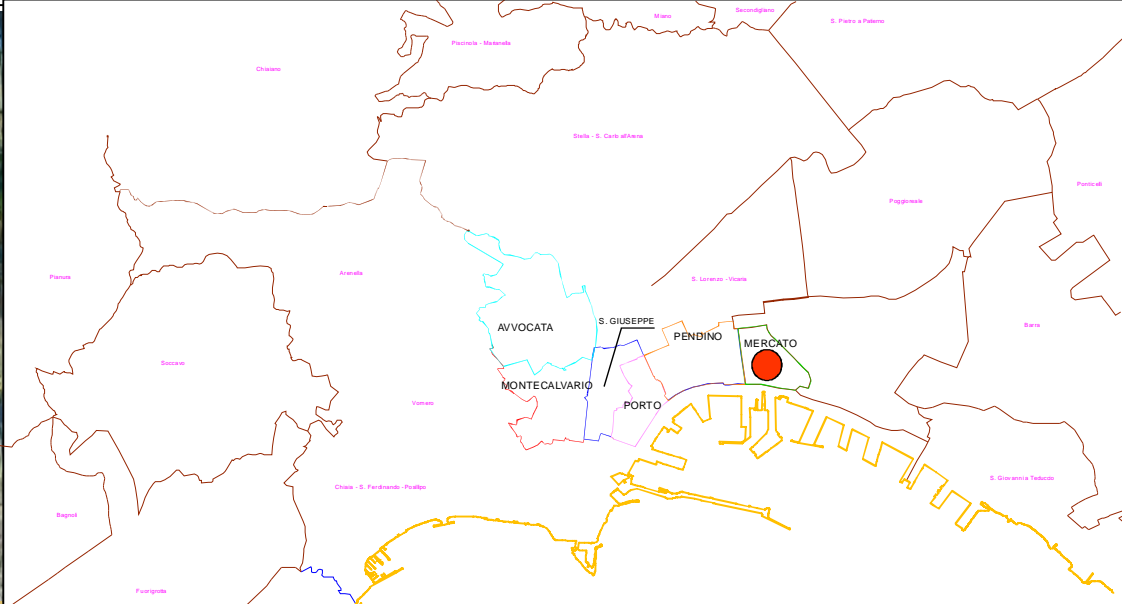 Miano
Secondigliano
S. Pietro a Patierno
Piscinola - Marianella
Chiaiano
Stella - S. Carlo all'Arena
Ponticelli
Poggioreale
Pianura
Arenella
S. Lorenzo - Vicaria
AVVOCATA
S. GIUSEPPE
PENDINO
MERCATO
Barra
Soccavo
MONTECALVARIO
Vomero
PORTO
S. Giovanni a Teduccio
Chiaia - S. Ferdinando - Posillipo
Bagnoli
Fuorigrotta